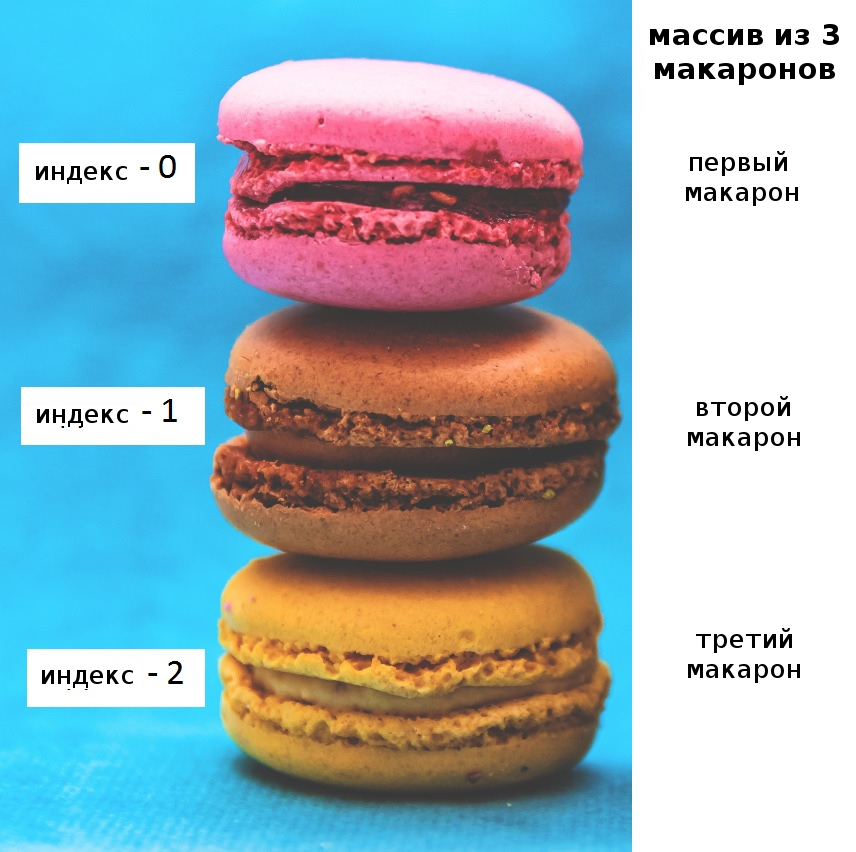 массив из 3
макаронов
индекс - 0
первый
макарон
индекс - 1
второй
макарон
индекс - 2
третий
макарон